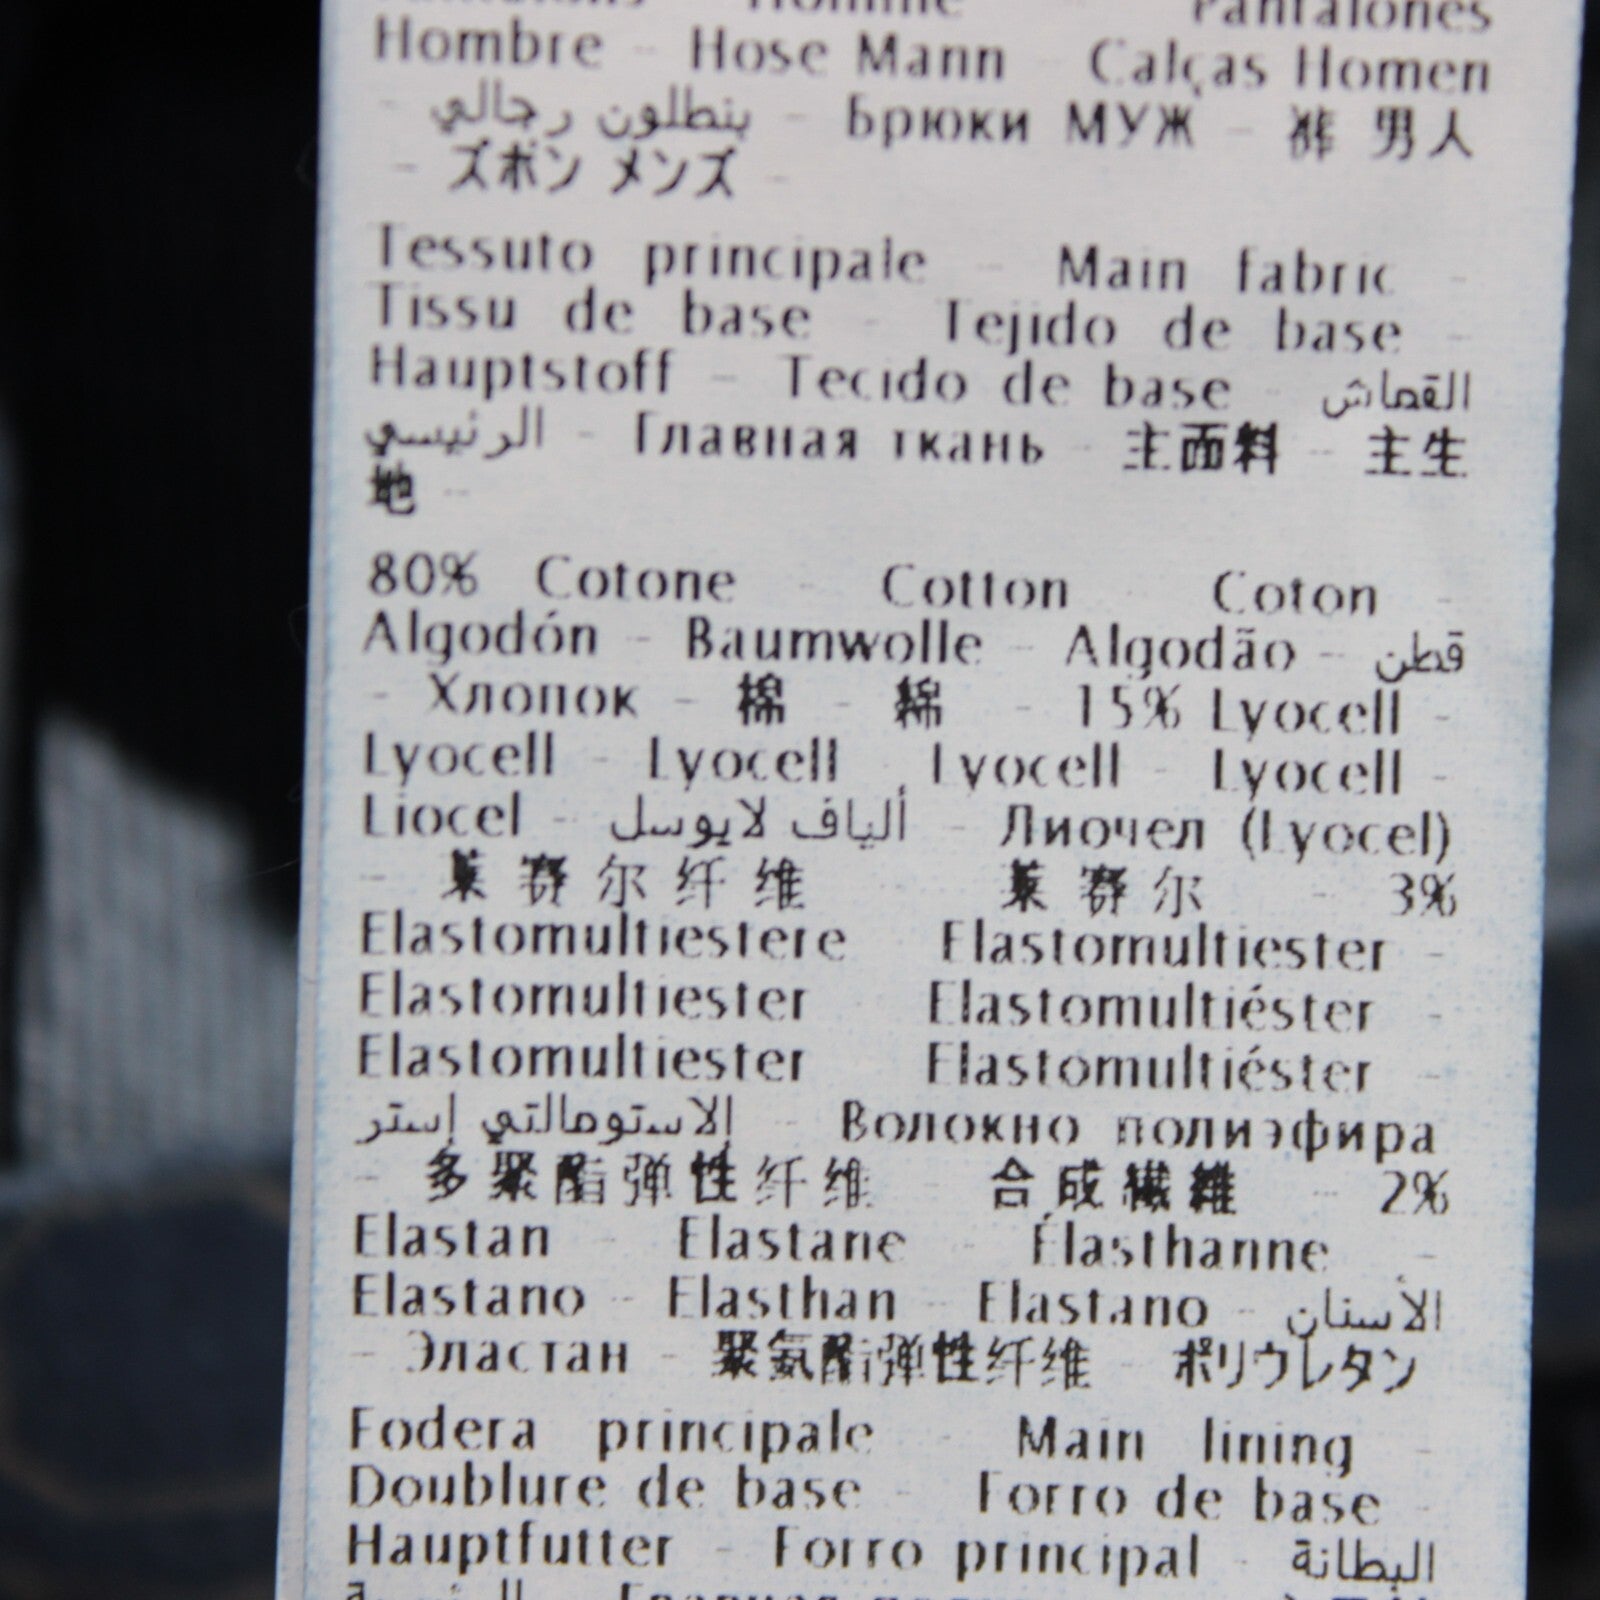 Homme Pantalones
Hombre - Hose Mann - Calças Homen
- بنطلون رجالي - Брюки МУЖ - 裤 男人
- ズボン メンズ -
Tessuto principale - Main fabric -
Tissu de base - Tejido de base -
Hauptstoff - Tecido de base - القماش
الرئيسي - Главная ткань - 主面料 - 主生
地 -
80% Cotone - Cotton - Coton -
Algodón - Baumwolle - Algodão - قطن
- Хлопок - 棉 - 綿 - 15% Lyocell -
Lyocell - Lyocell - Lyocell - Lyocell -
Liocel - ألياف لايوسل - Лиочел (Lyocel)
- 莱赛尔纤维 - 莱赛尔 - 3%
Elastomultiestere - Elastomultiester -
Elastomultiester - Elastomultiéster -
Elastomultiester - Elastomultiéster -
إلاستومالتي إستر - Волокно полиэфира
- 多聚酯弹性纤维 - 合成繊維 - 2%
Elastan - Elastane - Élasthanne -
Elastano - Elasthan - Elastano - الأسنان
- Эластан - 聚氨酯弹性纤维 - ポリウレタン
Fodera principale - Main lining -
Doublure de base - Forro de base -
Hauptfutter - Forro principal - البطانة